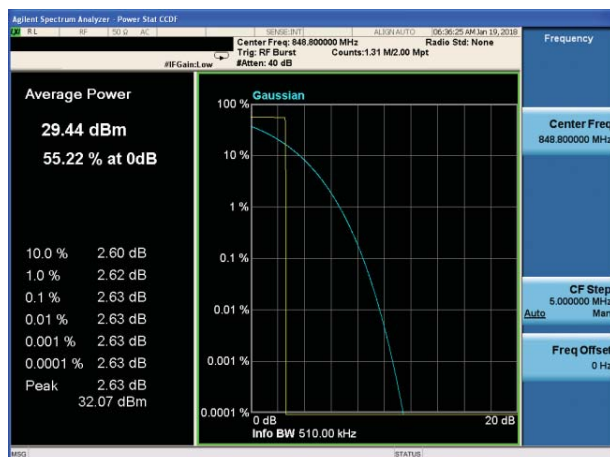 Agilent Spectrum Analyzer - Power Stat CCDF
RL RF 50 Ω AC SENSE:INT ALIGN AUTO 06:36:25 AM Jan 19, 2018
Center Freq: 848.800000 MHz Radio Std: None
Trig: RF Burst Counts:1.31 M/2.00 Mpt
#IFGain:Low #Atten: 40 dB
Frequency
Average Power
29.44 dBm
55.22 % at 0dB
10.0 % 2.60 dB
1.0 % 2.62 dB
0.1 % 2.63 dB
0.01 % 2.63 dB
0.001 % 2.63 dB
0.0001 % 2.63 dB
Peak 2.63 dB
32.07 dBm
Gaussian
100 %
10 %
1 %
0.1 %
0.01 %
0.001 %
0.0001 %
0 dB 20 dB
Info BW 510.00 kHz
Center Freq
848.800000 MHz
CF Step
5.000000 MHz
Auto Man
Freq Offset
0 Hz
MSG STATUS